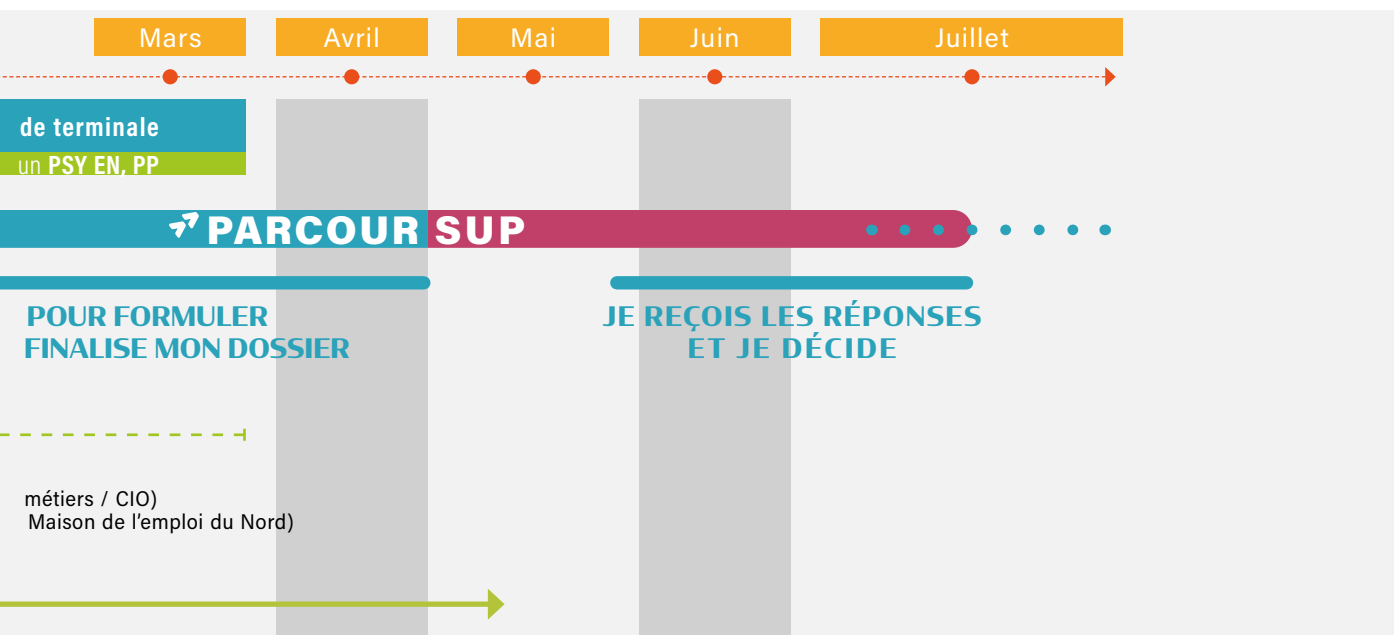 Mars Avril Mai Juin Juillet
de terminale
un PSY EN, PP
PARCOURSUP
POUR FORMULER
FINALISE MON DOSSIER
JE REÇOIS LES RÉPONSES
ET JE DÉCIDE
métiers / CIO)
Maison de l'emploi du Nord)